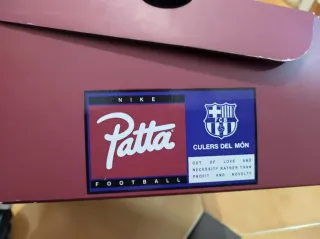 NIKE
Patta
FOOTBALL
CULERS DEL MÓN
OUT OF LOVE AND
NECESSITY RATHER THAN
PROFIT AND NOVELTY